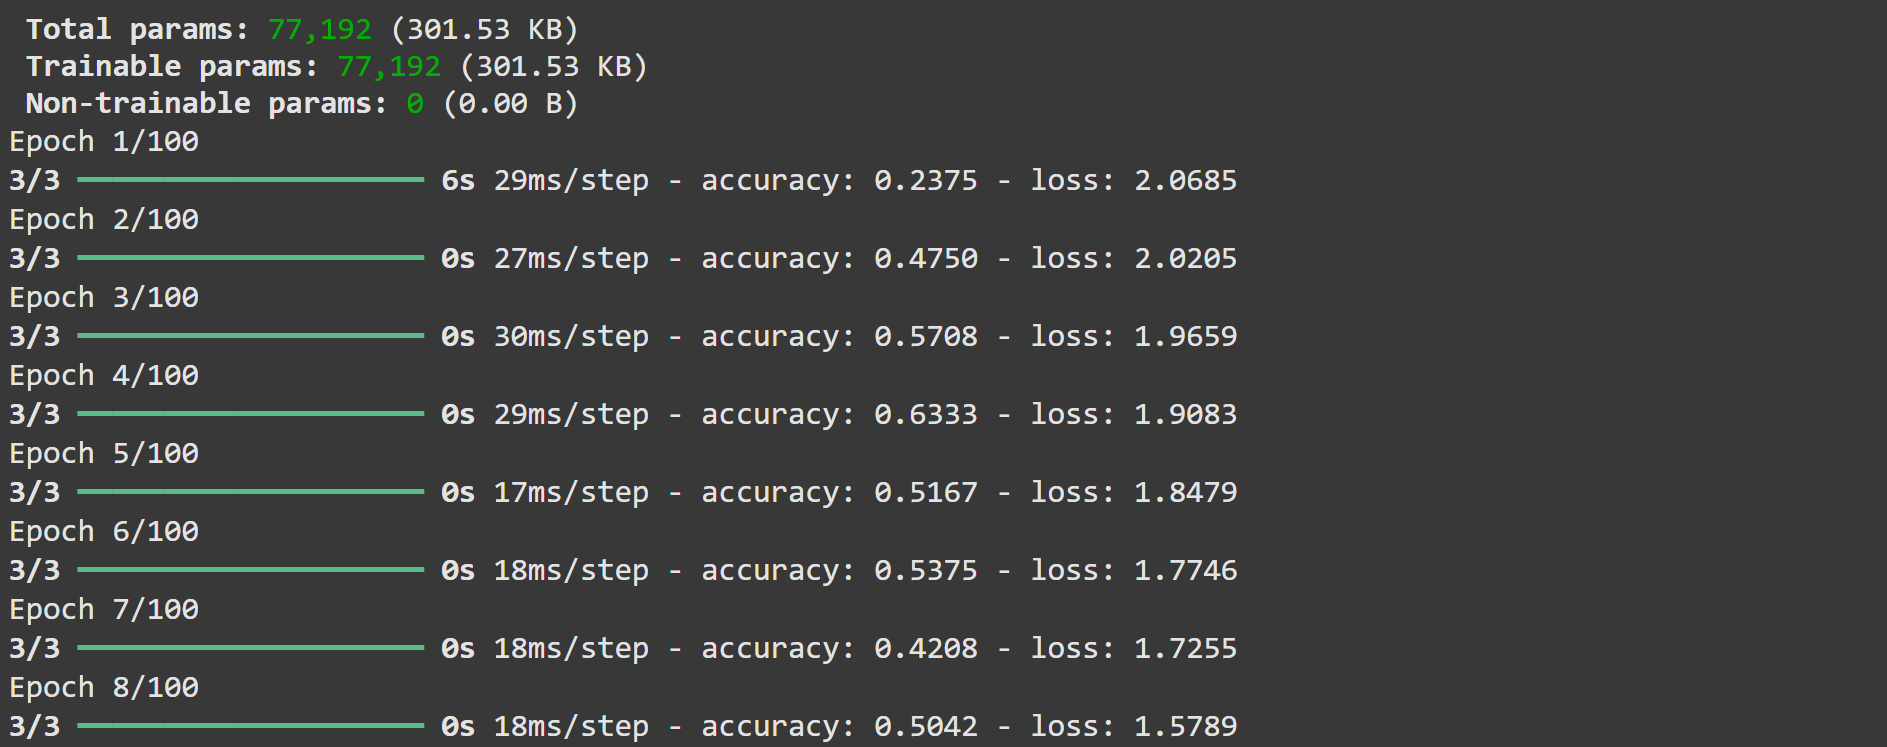 Total params: 77,192 (301.53 KB)
Trainable params: 77,192 (301.53 KB)
Non-trainable params: 0 (0.00 B)
Epoch 1/100
3/3 ━━━━━━━━━━━━━━━━━━━━ 6s 29ms/step - accuracy: 0.2375 - loss: 2.0685
Epoch 2/100
3/3 ━━━━━━━━━━━━━━━━━━━━ 0s 27ms/step - accuracy: 0.4750 - loss: 2.0205
Epoch 3/100
3/3 ━━━━━━━━━━━━━━━━━━━━ 0s 30ms/step - accuracy: 0.5708 - loss: 1.9659
Epoch 4/100
3/3 ━━━━━━━━━━━━━━━━━━━━ 0s 29ms/step - accuracy: 0.6333 - loss: 1.9083
Epoch 5/100
3/3 ━━━━━━━━━━━━━━━━━━━━ 0s 17ms/step - accuracy: 0.5167 - loss: 1.8479
Epoch 6/100
3/3 ━━━━━━━━━━━━━━━━━━━━ 0s 18ms/step - accuracy: 0.5375 - loss: 1.7746
Epoch 7/100
3/3 ━━━━━━━━━━━━━━━━━━━━ 0s 18ms/step - accuracy: 0.4208 - loss: 1.7255
Epoch 8/100
3/3 ━━━━━━━━━━━━━━━━━━━━ 0s 18ms/step - accuracy: 0.5042 - loss: 1.5789